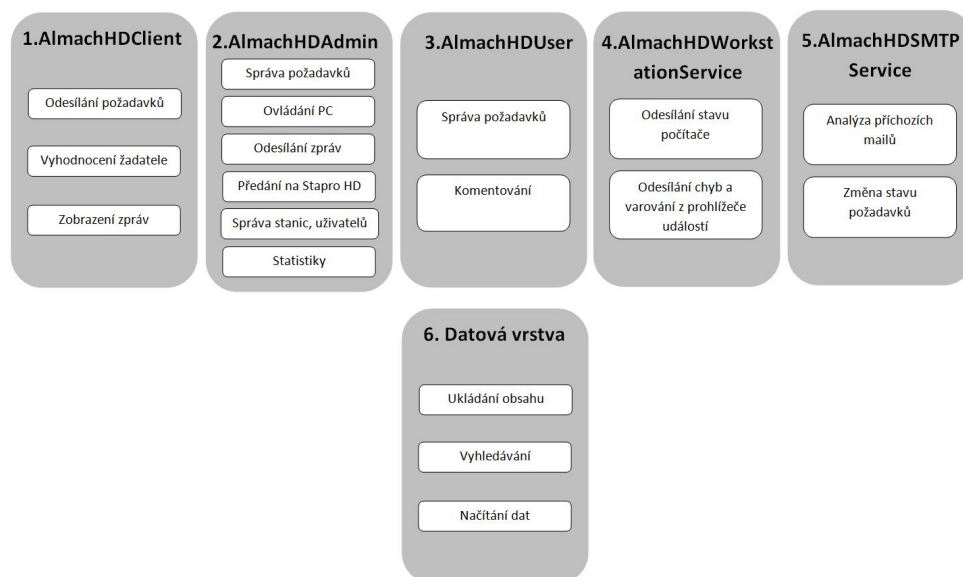 1.AlmachHDClient
Odesílání požadavků
Vyhodnocení žadatele
Zobrazení zpráv
2.AlmachHDAdmin
Správa požadavků
Ovládání PC
Odesílání zpráv
Předání na Stapro HD
Správa stanic, uživatelů
Statistiky
3.AlmachHDUser
Správa požadavků
Komentování
4.AlmachHDWorkst
ationService
Odesílání stavu
počítače
Odesílání chyb a
varování z prohlížeče
událostí
5.AlmachHDSMTP
Service
Analýza příchozích
mailů
Změna stavu
požadavků
6. Datová vrstva
Ukládání obsahu
Vyhledávání
Načítání dat